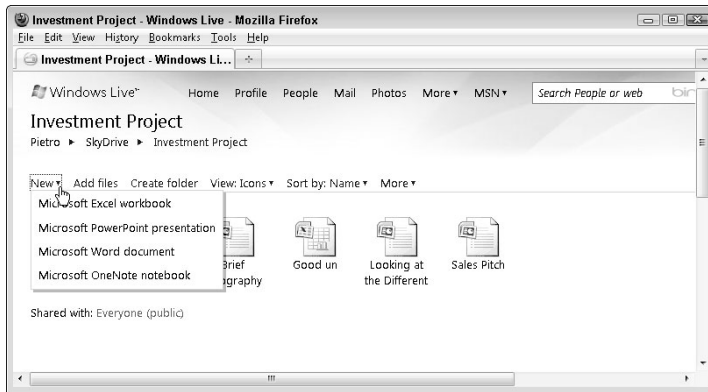 Investment Project - Windows Live - Mozilla Firefox
File Edit View History Bookmarks Tools Help
Investment Project - Windows Li...
Windows Live™ Home Profile People Mail Photos More MSN Search People or web bin
Investment Project
Pietro ▸ SkyDrive ▸ Investment Project
New Add files Create folder View: Icons Sort by: Name More
Microsoft Excel workbook
Microsoft PowerPoint presentation
Microsoft Word document
Microsoft OneNote notebook
Brief Good un Looking at Sales Pitch
ography the Different
Shared with: Everyone (public)